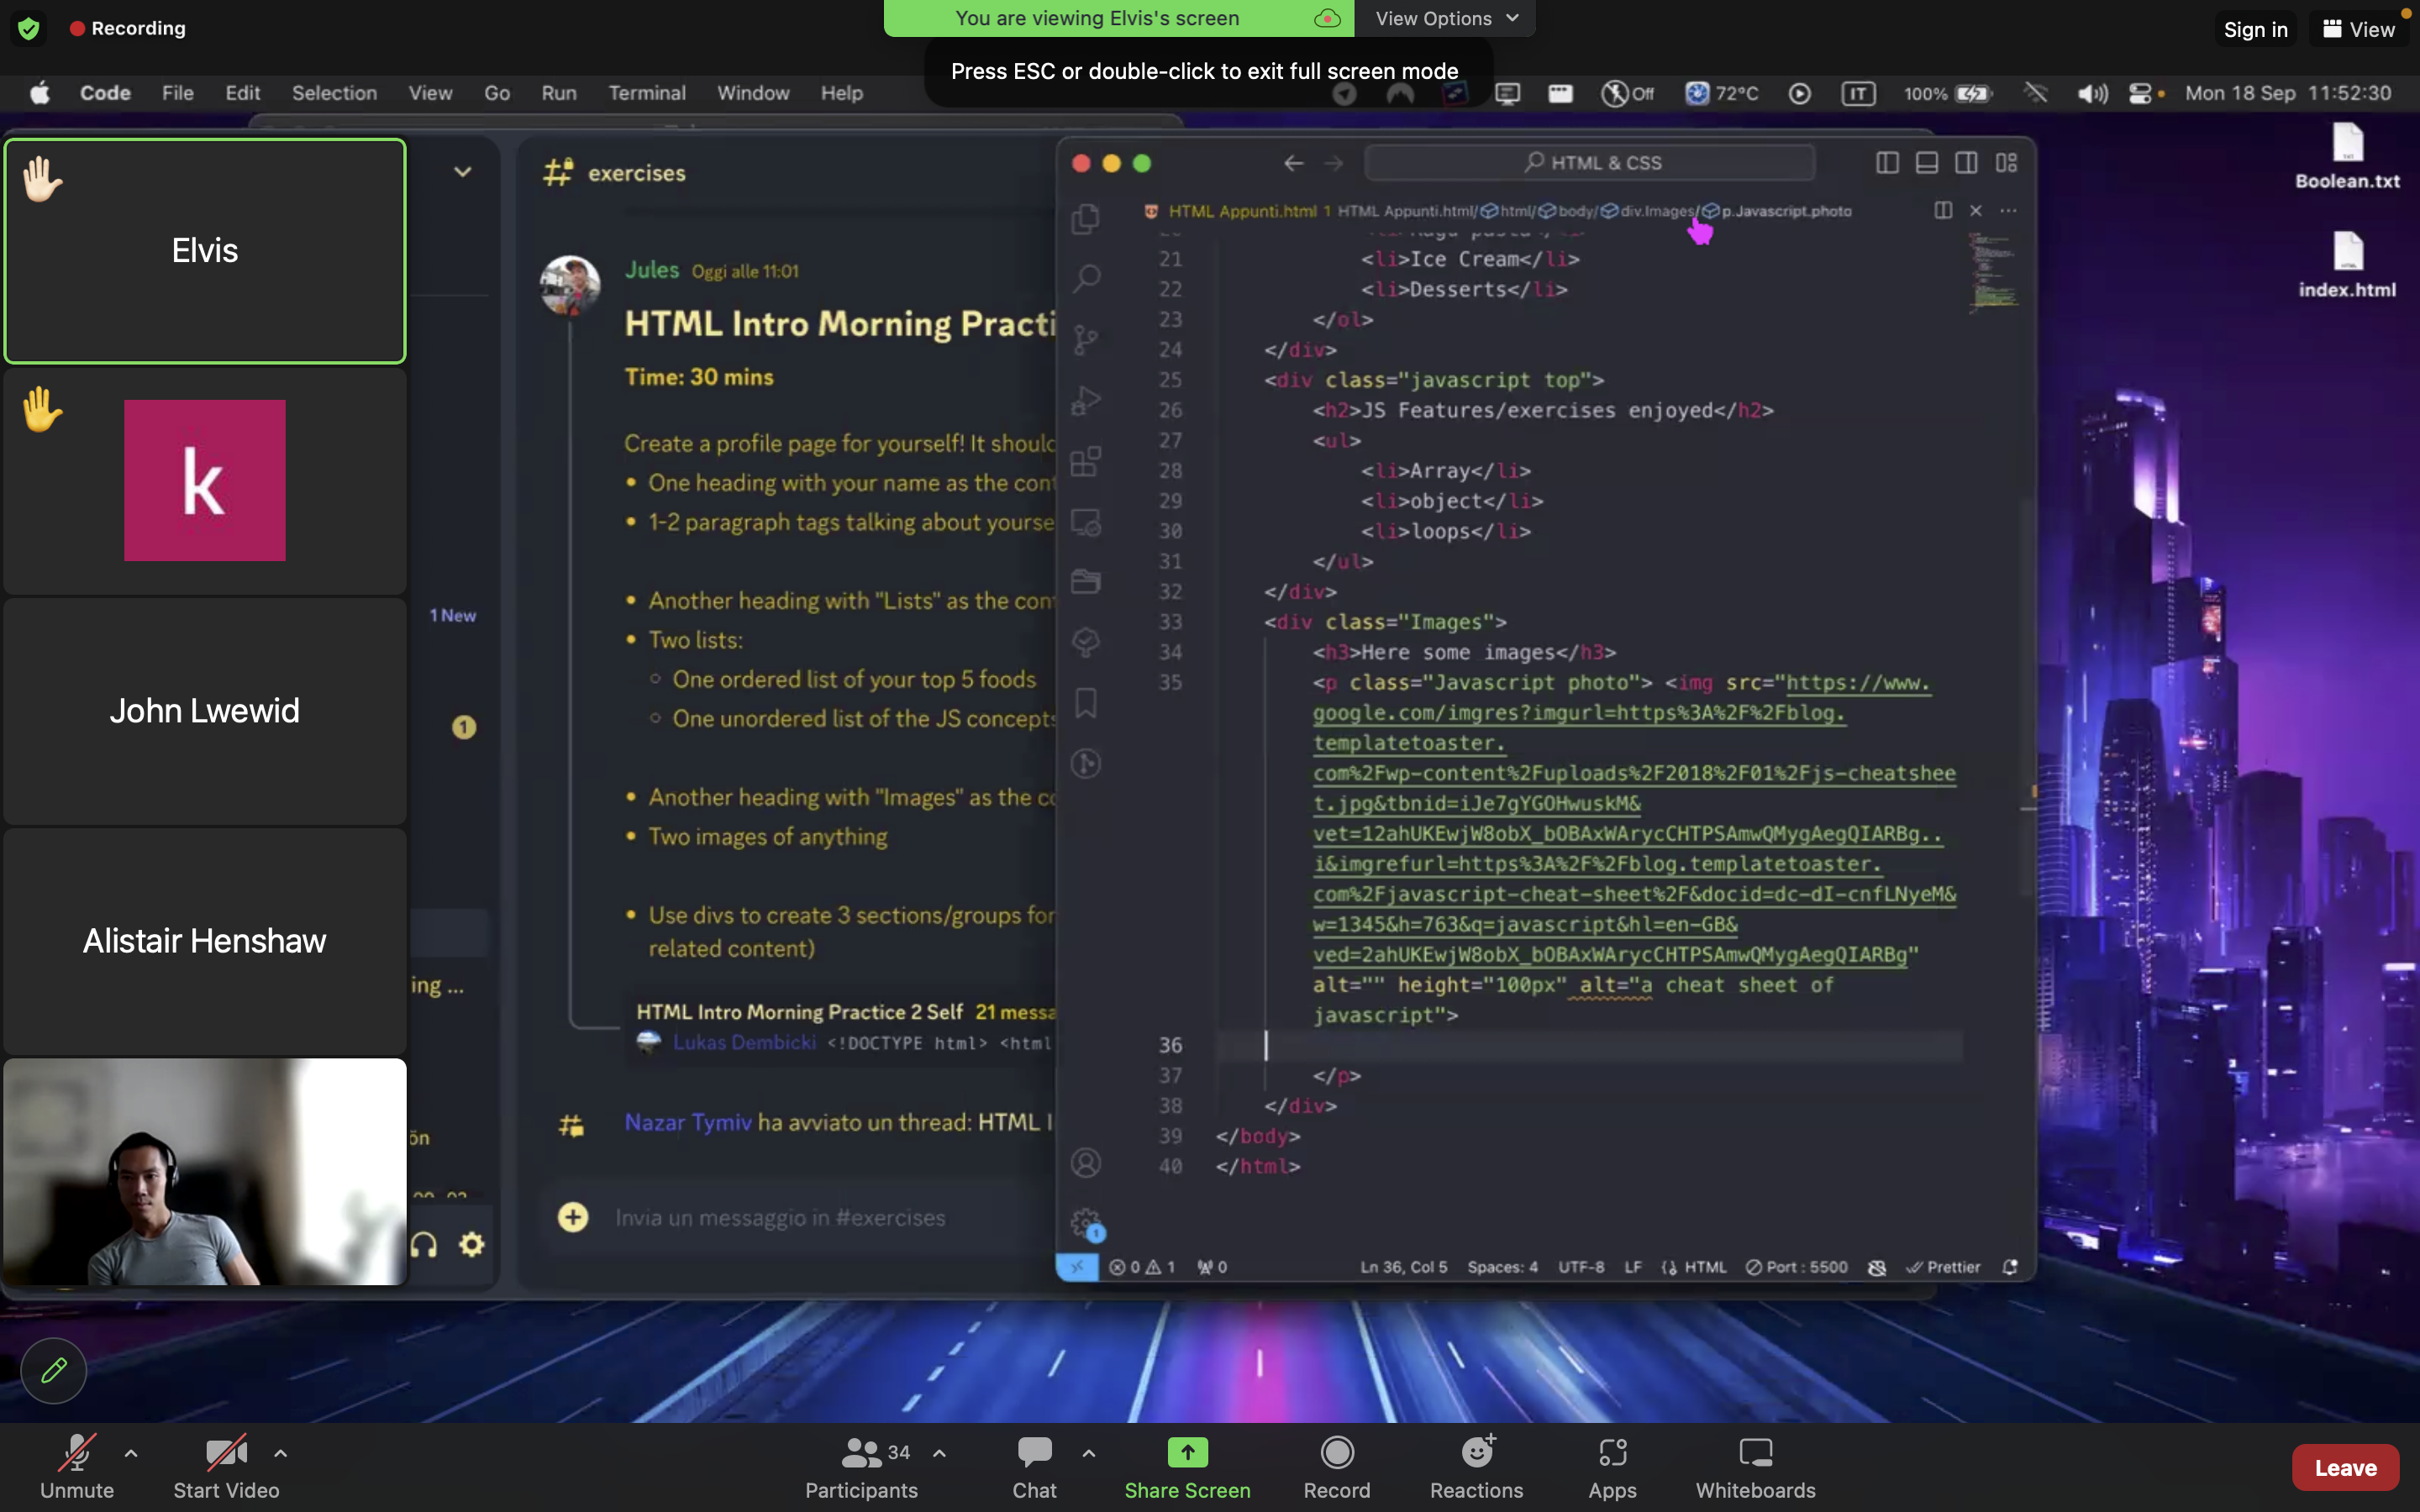 Recording
You are viewing Elvis's screen
View Options
Sign in
View
Press ESC or double-click to exit full screen mode
Code File Edit Selection View Go Run Terminal Window Help
Off 72°C IT 100% Mon 18 Sep 11:52:30
Elvis
k
John Lwewid
Alistair Henshaw
1 New
1
ing ...
ön
exercises
Jules Oggi alle 11:01
HTML Intro Morning Practi
Time: 30 mins
Create a profile page for yourself! It should
• One heading with your name as the cont
• 1-2 paragraph tags talking about yourse
• Another heading with "Lists" as the con
• Two lists:
One ordered list of your top 5 foods
One unordered list of the JS concepts
• Another heading with "Images" as the co
• Two images of anything
• Use divs to create 3 sections/groups for
related content)
HTML Intro Morning Practice 2 Self 21 messa
Lukas Dembicki <!DOCTYPE html> <html
Nazar Tymiv ha avviato un thread: HTML I
Invia un messaggio in #exercises
HTML & CSS
HTML Appunti.html 1 HTML Appunti.html/html/body/div.Images/p.Javascript.photo
21 <li>Ice Cream</li>
22 <li>Desserts</li>
23 </ol>
24 </div>
25 <div class="javascript top">
26 <h2>JS Features/exercises enjoyed</h2>
27 <ul>
28 <li>Array</li>
29 <li>object</li>
30 <li>loops</li>
31 </ul>
32 </div>
33 <div class="Images">
34 <h3>Here some images</h3>
35 <p class="Javascript photo"> <img src="https://www.
google.com/imgres?imgurl=https%3A%2F%2Fblog.
templatetoaster.
com%2Fwp-content%2Fuploads%2F2018%2F01%2Fjs-cheatshee
t.jpg&tbnid=iJe7gYGOHwuskM&
vet=12ahUKEwjW8obX_bOBAxWArycCHTPSAmwQMygAegQIARBg..
i&imgrefurl=https%3A%2F%2Fblog.templatetoaster.
com%2Fjavascript-cheat-sheet%2F&docid=dc-dI-cnfLNyeM&
w=1345&h=763&q=javascript&hl=en-GB&
ved=2ahUKEwjW8obX_bOBAxWArycCHTPSAmwQMygAegQIARBg"
alt="" height="100px" alt="a cheat sheet of
javascript">
36
37 </p>
38 </div>
39 </body>
40 </html>
1
0 1 0 Ln 36, Col 5 Spaces: 4 UTF-8 LF HTML Port : 5500 Prettier
Boolean.txt
index.html
Unmute
Start Video
34
Participants
Chat
Share Screen
Record
Reactions
Apps
Whiteboards
Leave